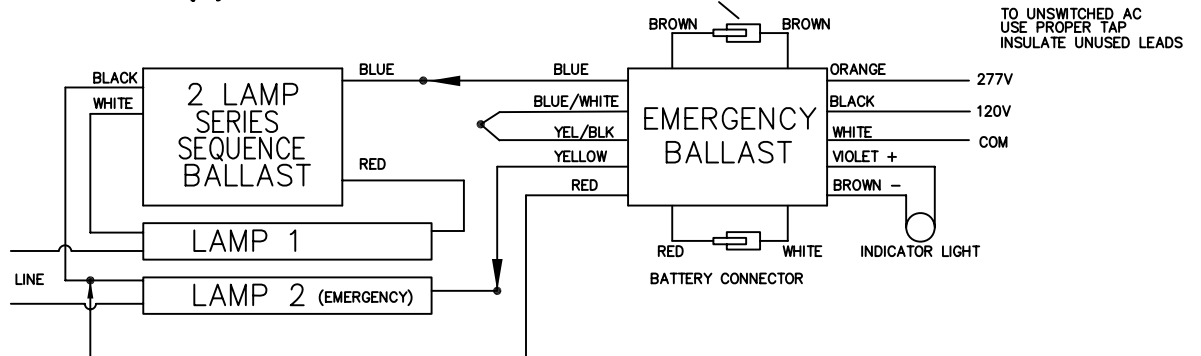 BROWN
BROWN
TO UNSWITCHED AC
USE PROPER TAP
INSULATE UNUSED LEADS
BLACK
WHITE
2 LAMP
SERIES
SEQUENCE
BALLAST
BLUE
RED
BLUE
BLUE/WHITE
YEL/BLK
YELLOW
RED
EMERGENCY
BALLAST
ORANGE
277V
BLACK
120V
WHITE
COM
VIOLET +
BROWN -
LAMP 1
RED
WHITE
INDICATOR LIGHT
BATTERY CONNECTOR
LINE
LAMP 2 (EMERGENCY)